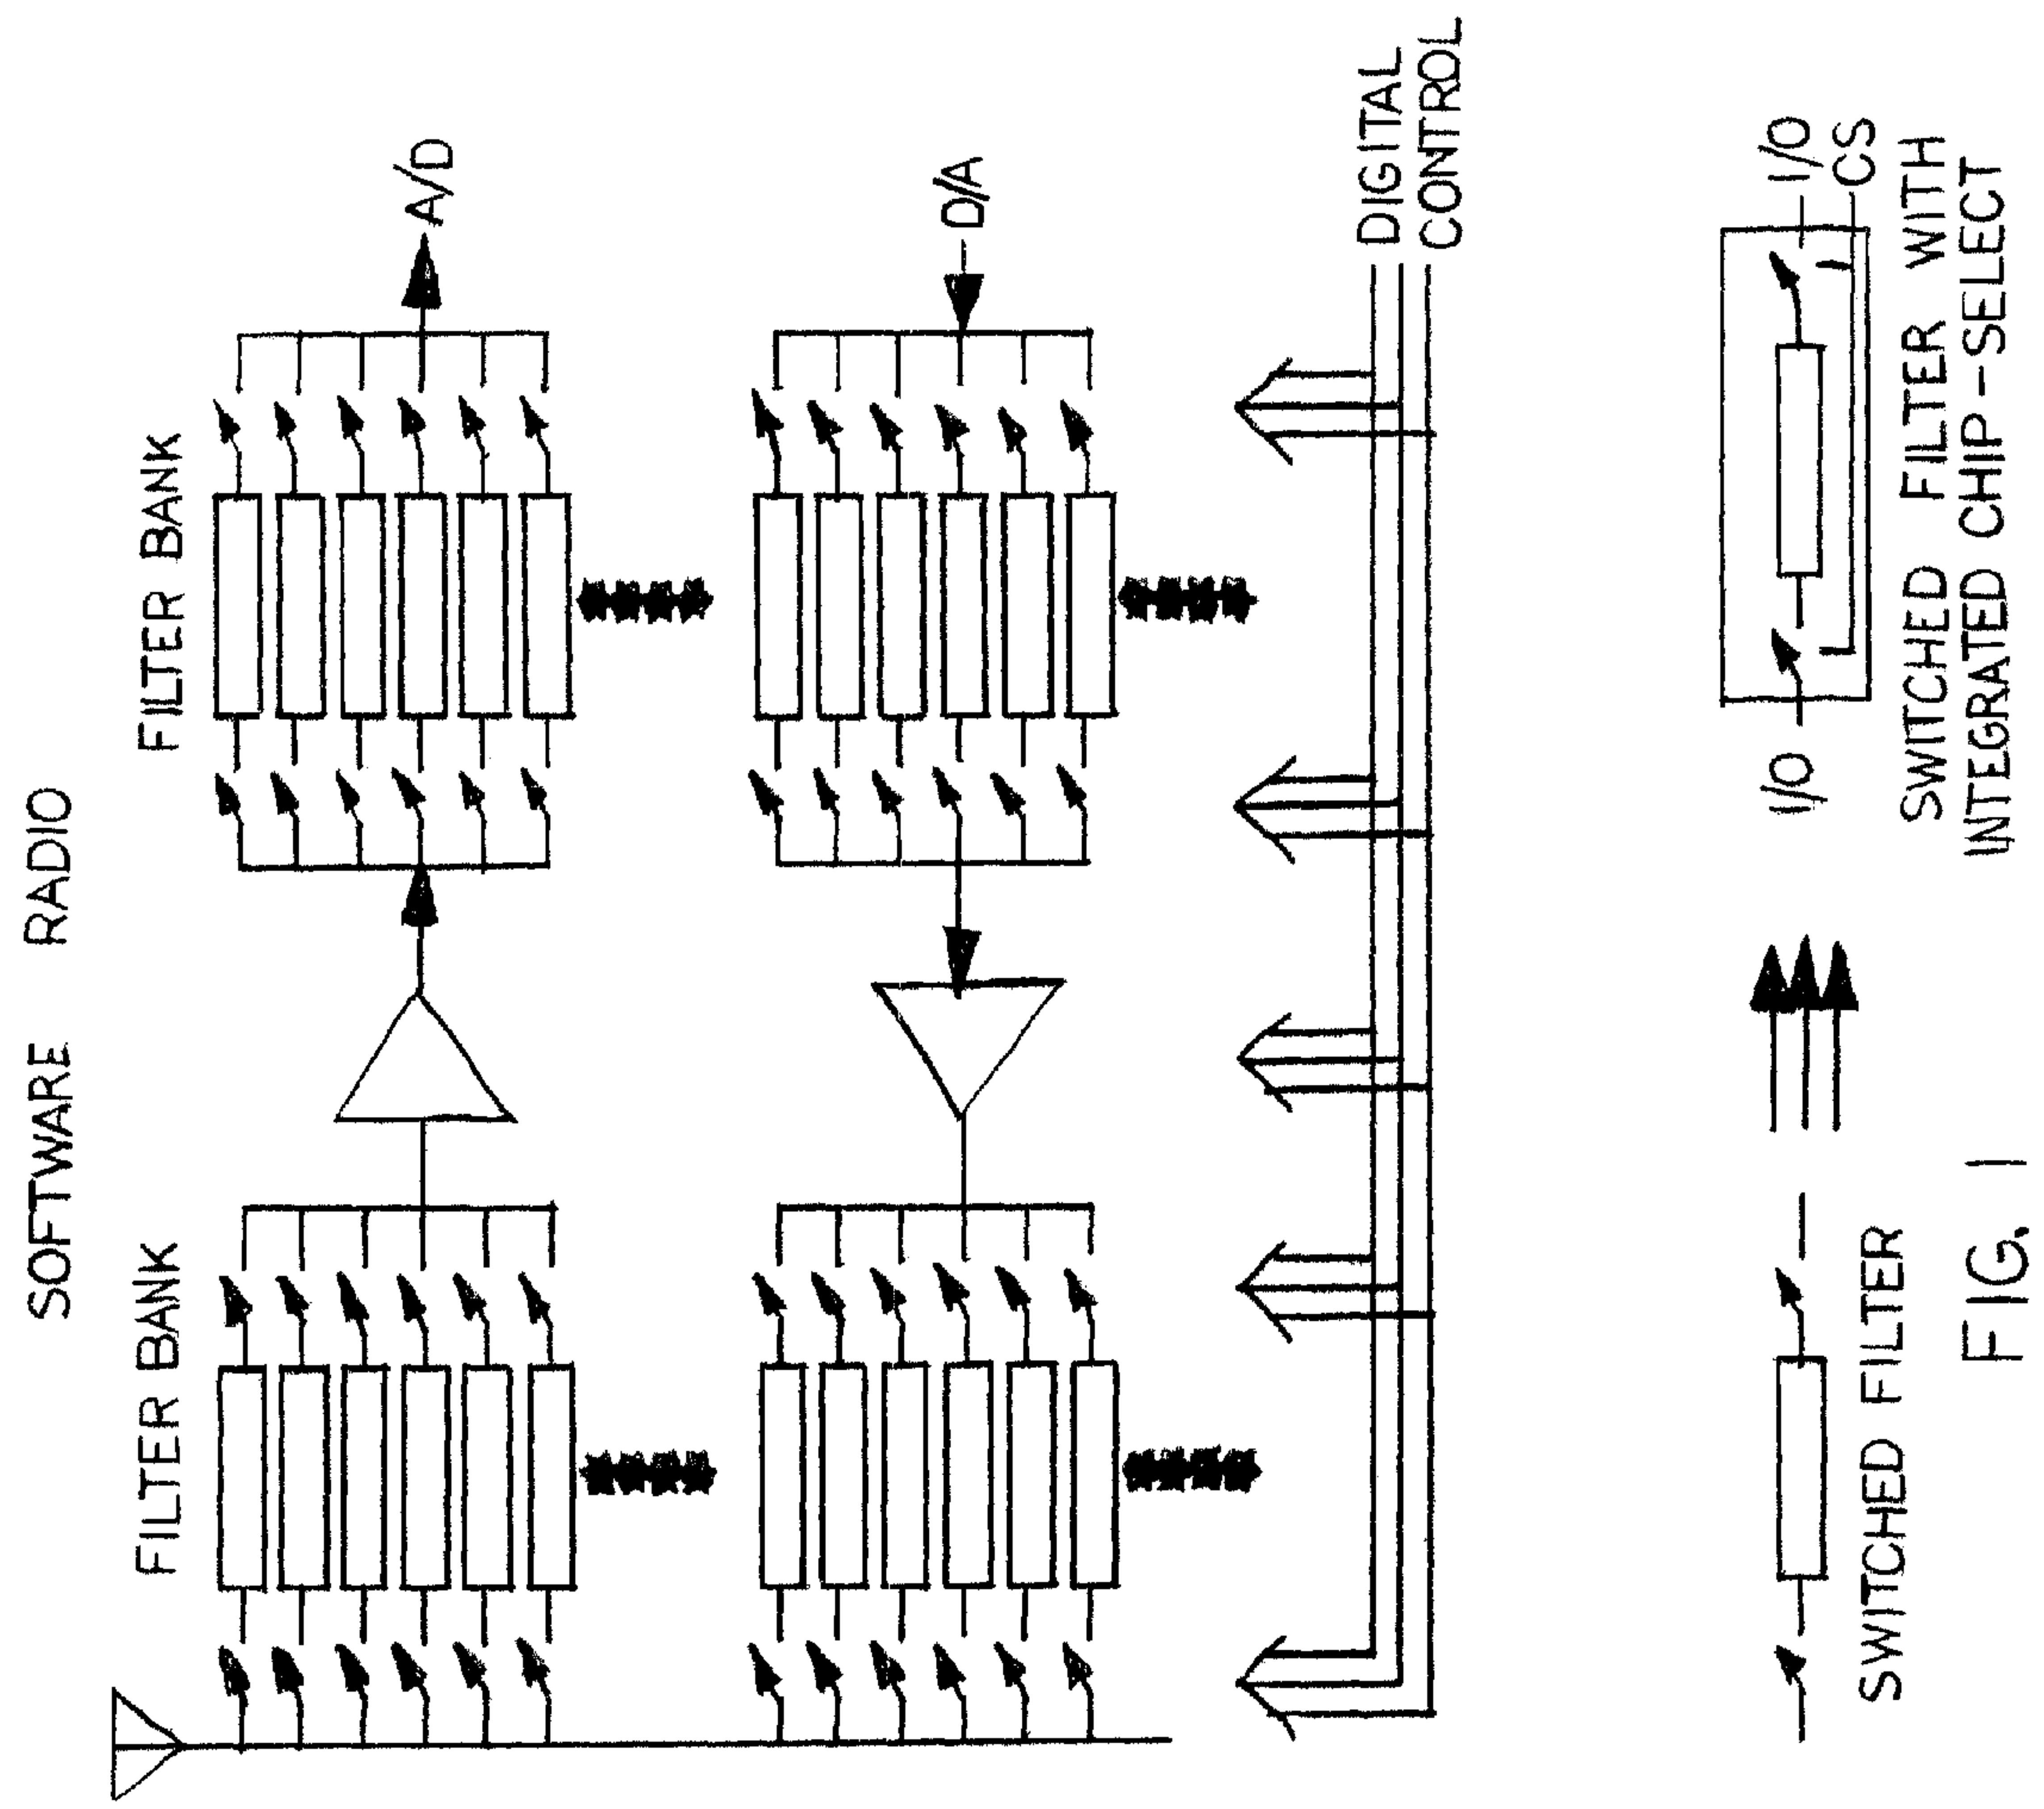 SOFTWARE RADIO
FILTER BANK
FILTER BANK
A/D
D/A
DIGITAL
CONTROL
I/O
I/O
CS
SWITCHED FILTER
SWITCHED FILTER WITH
INTEGRATED CHIP-SELECT
FIG. 1